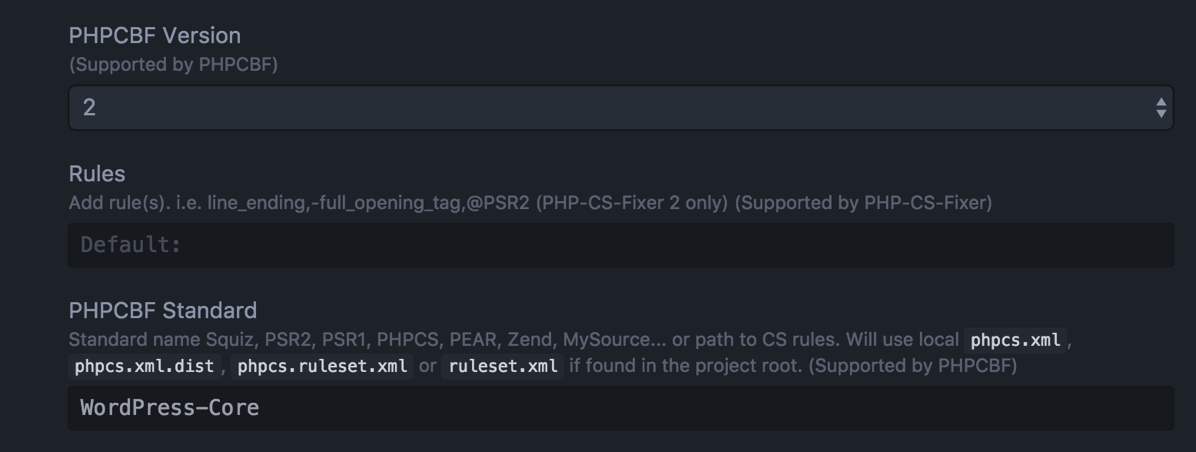 PHPCBF Version
(Supported by PHPCBF)
2
Rules
Add rule(s). i.e. line_ending,-full_opening_tag,@PSR2 (PHP-CS-Fixer 2 only) (Supported by PHP-CS-Fixer)
Default:
PHPCBF Standard
Standard name Squiz, PSR2, PSR1, PHPCS, PEAR, Zend, MySource... or path to CS rules. Will use local phpcs.xml,
phpcs.xml.dist, phpcs.ruleset.xml or ruleset.xml if found in the project root. (Supported by PHPCBF)
WordPress-Core